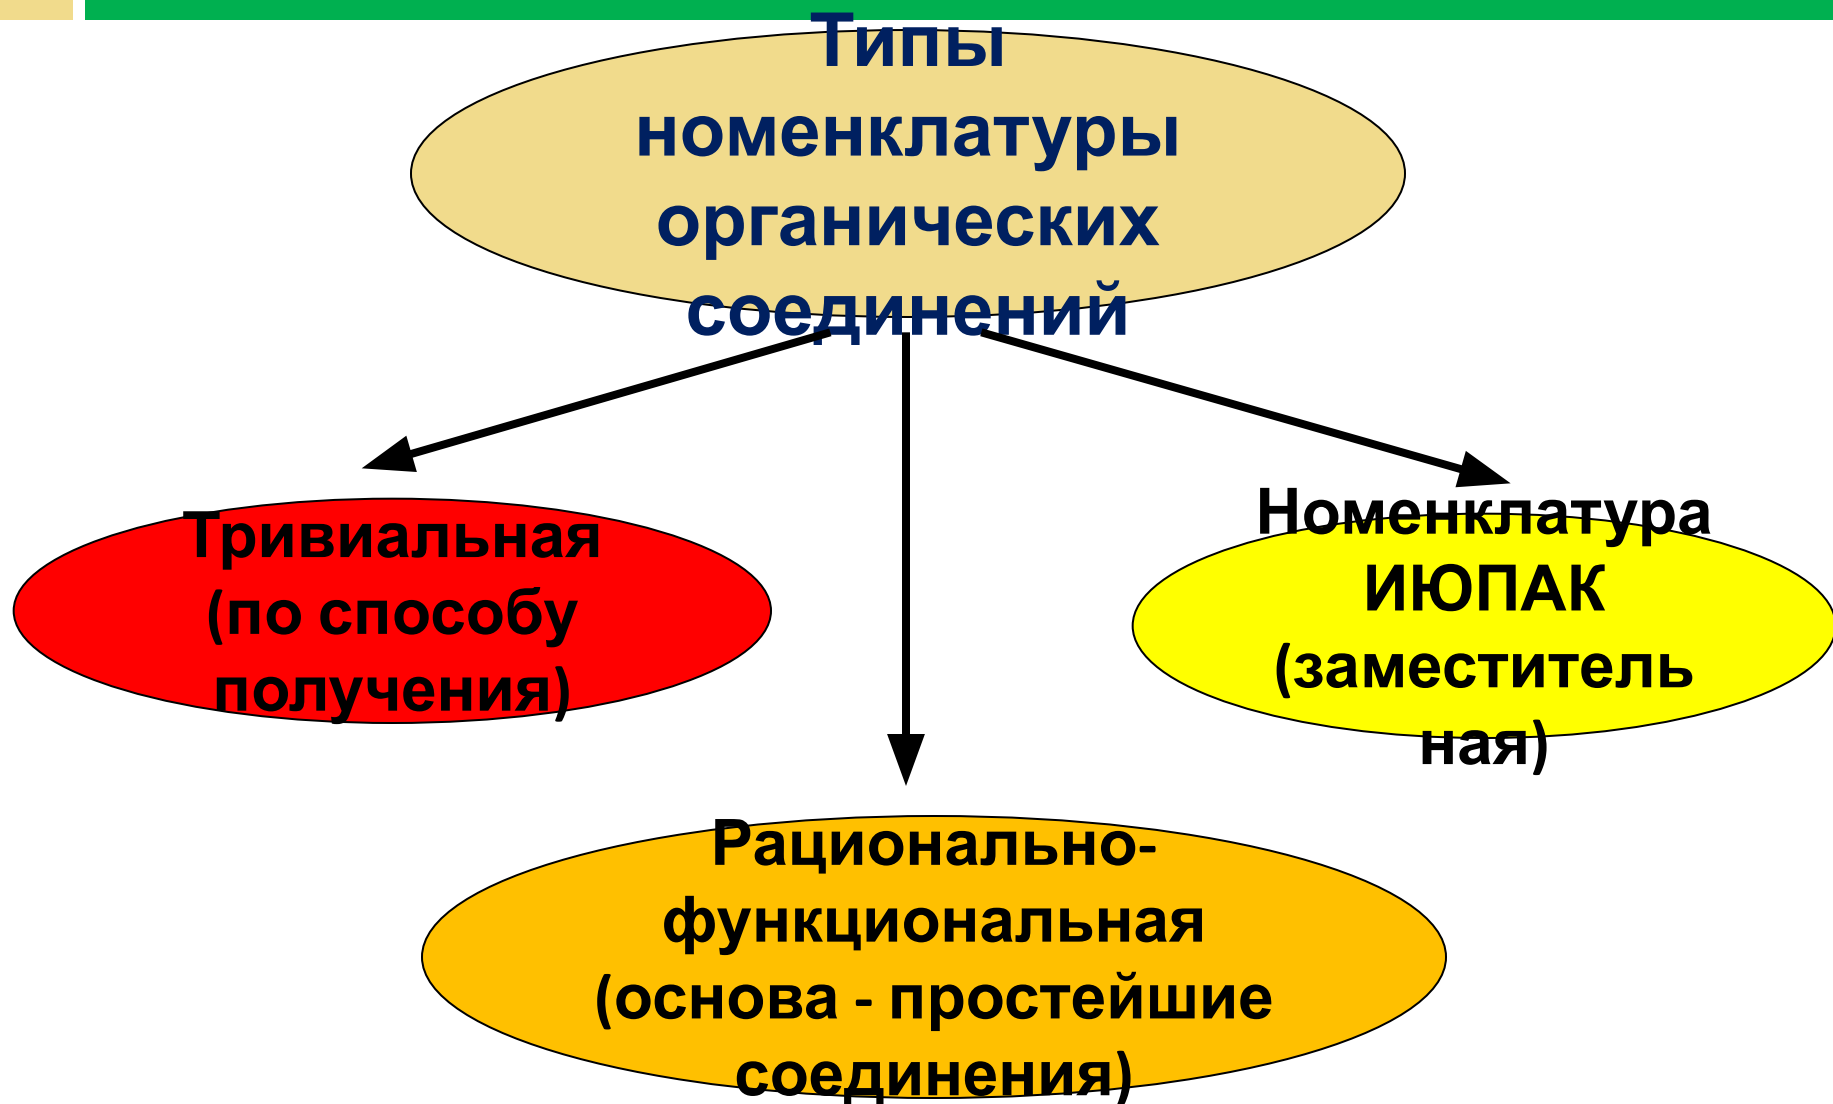 Типы
номенклатуры
органических
соединений
Тривиальная
(по способу
получения)
Номенклатура
ИЮПАК
(заместитель
ная)
Рационально-
функциональная
(основа - простейшие
соединения)